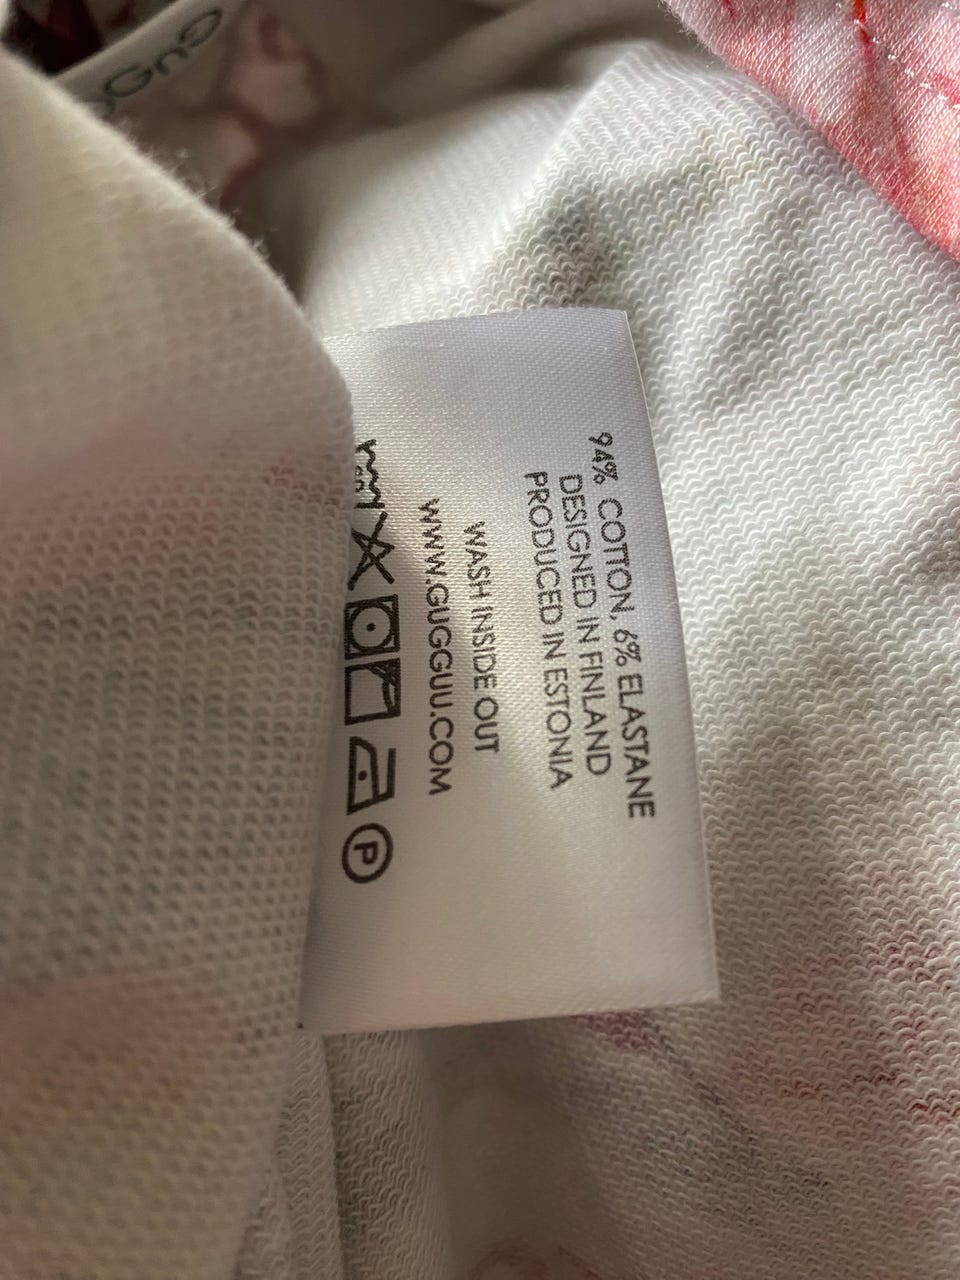 94% COTTON, 6% ELASTANE
DESIGNED IN FINLAND
PRODUCED IN ESTONIA
WASH INSIDE OUT
WWW.GUGGUU.COM
P